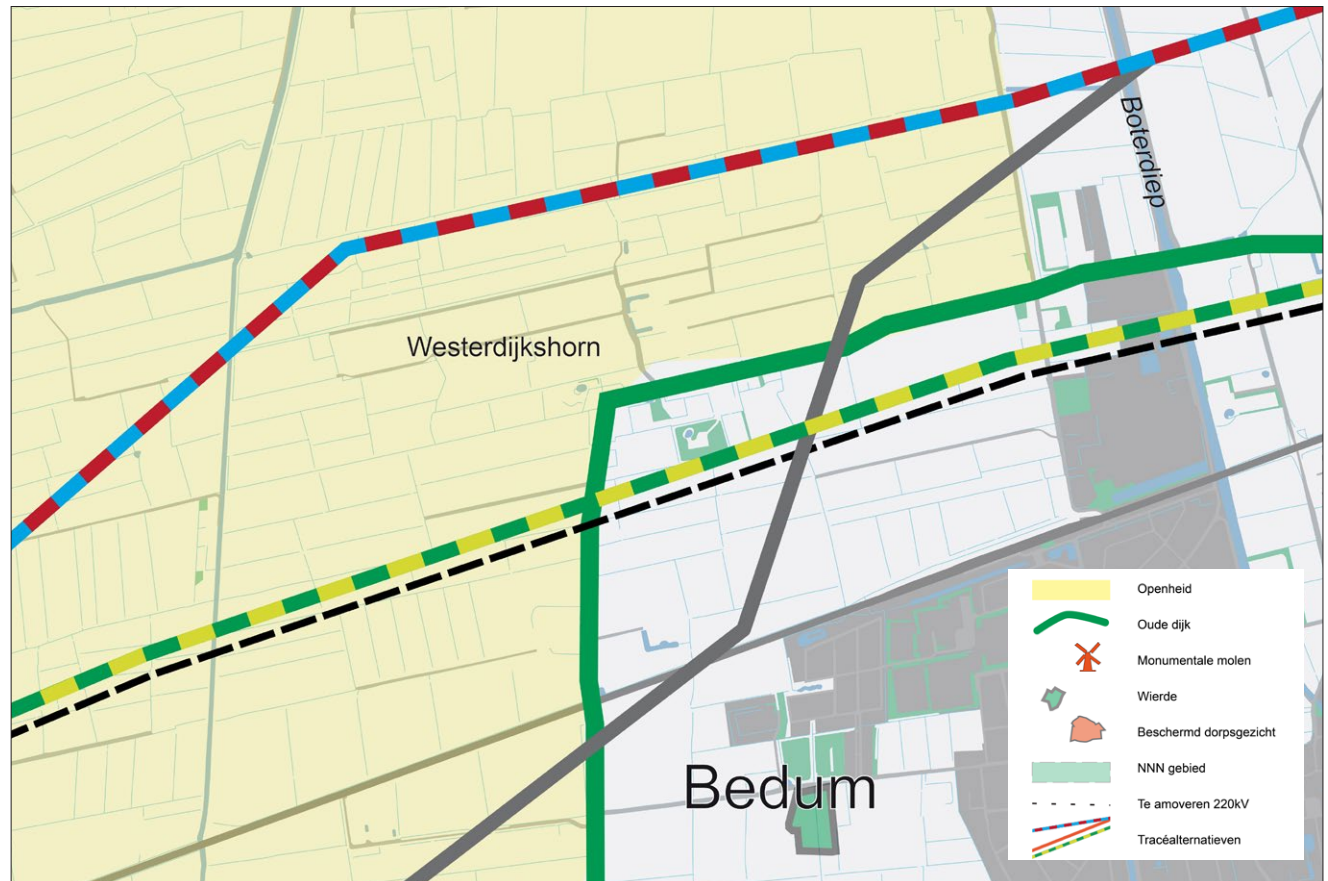 Boterdiep
Westerdijkshorn
Bedum
Openheid
Oude dijk
Monumentale molen
Wierde
Beschermd dorpsgezicht
NNN gebied
Te amoveren 220kV
Tracéalternatieven